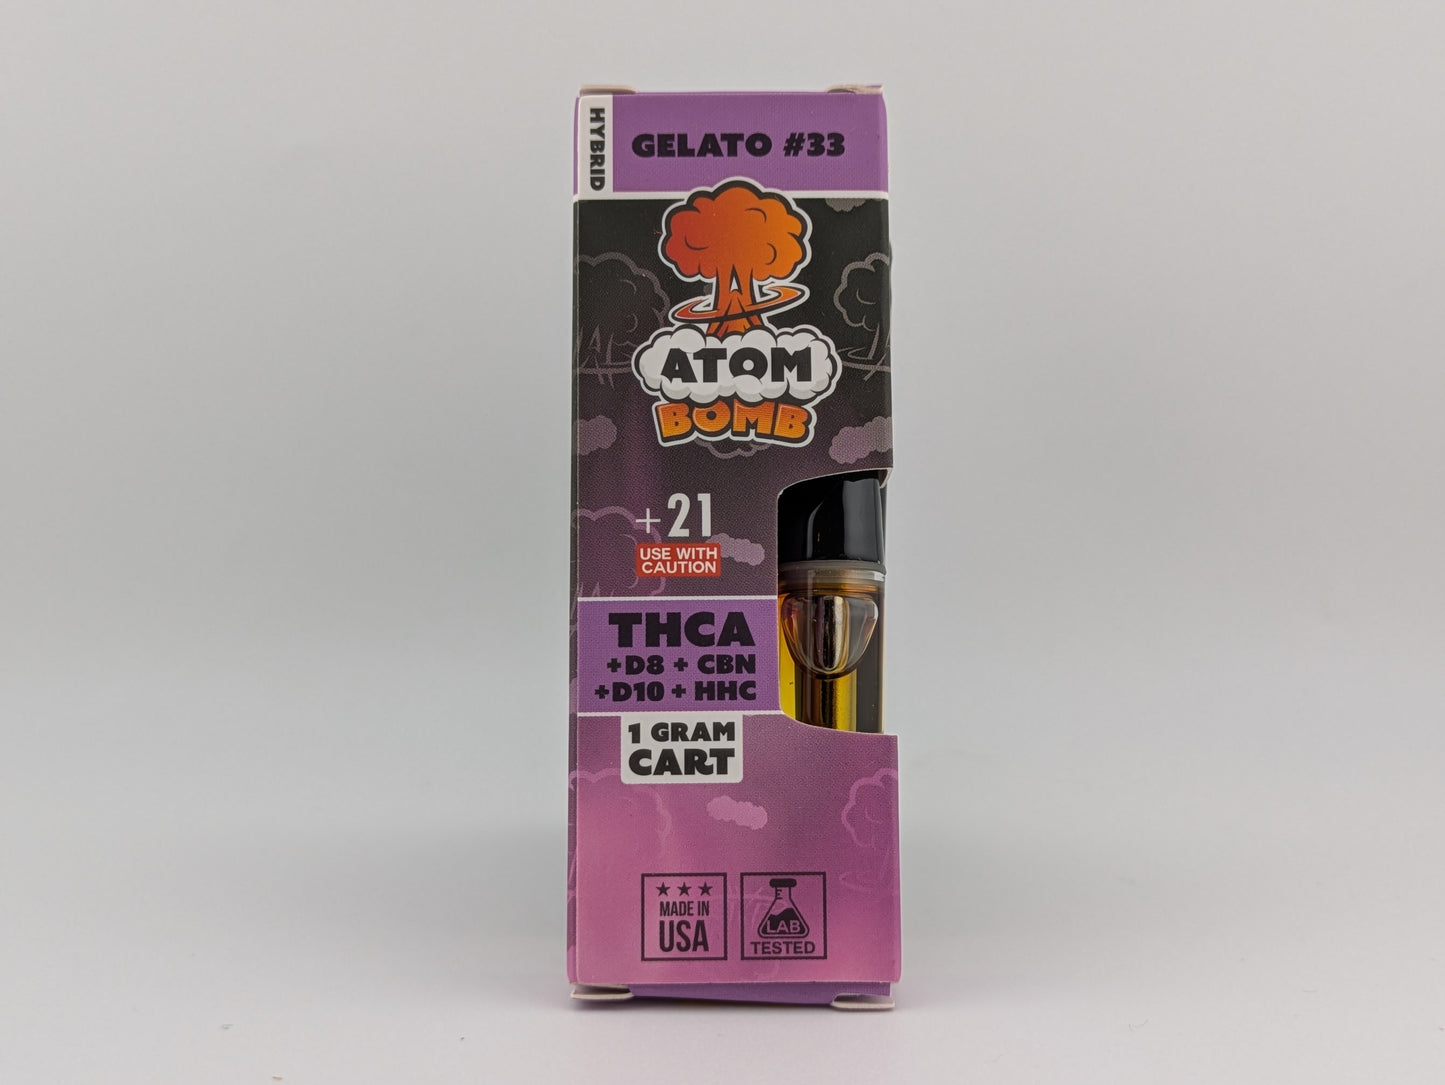 HYBRID
GELATO #33
ATOM
BOMB
+21
USE WITH
CAUTION
THCA
+D8 + CBN
+D10 + HHC
1 GRAM
CART
MADE IN
USA
LAB
TESTED